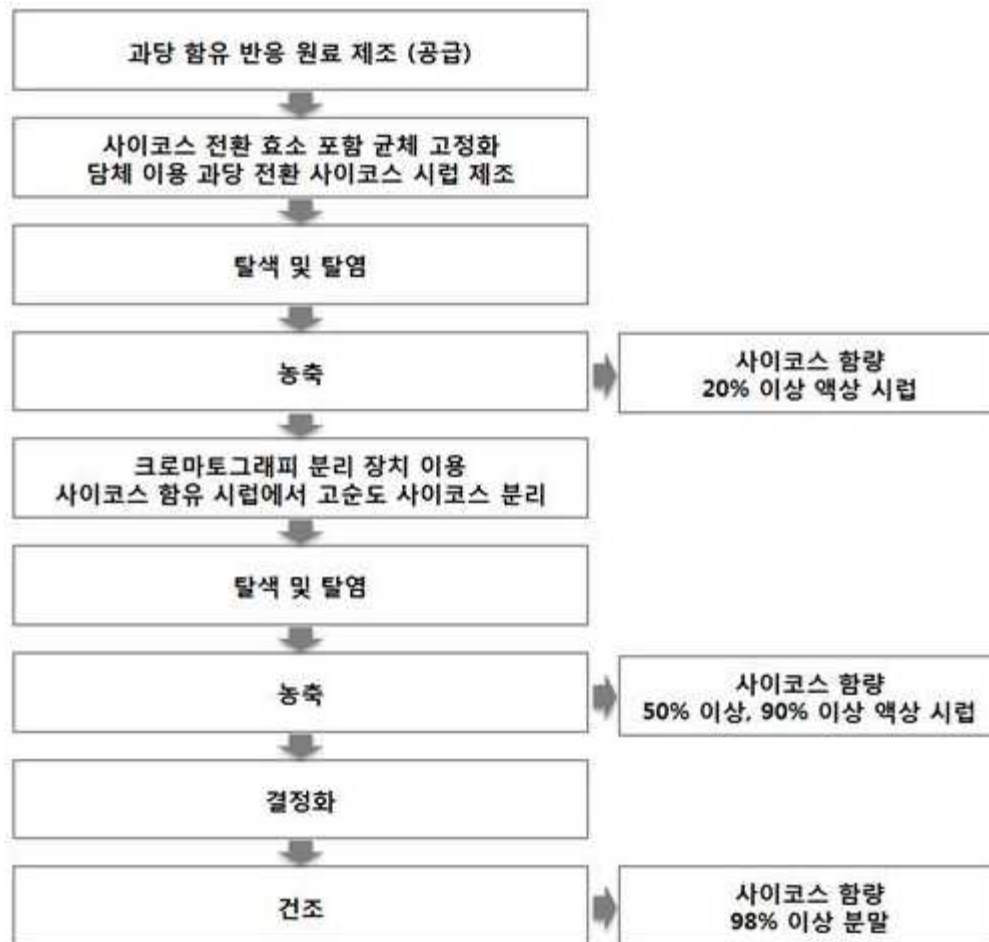 과당 함유 반응 원료 제조 (공급)
사이코스 전환 효소 포함 균체 고정화
담체 이용 과당 전환 사이코스 시럽 제조
탈색 및 탈염
농축
사이코스 함량
20% 이상 액상 시럽
크로마토그래피 분리 장치 이용
사이코스 함유 시럽에서 고순도 사이코스 분리
탈색 및 탈염
농축
사이코스 함량
50% 이상, 90% 이상 액상 시럽
결정화
건조
사이코스 함량
98% 이상 분말